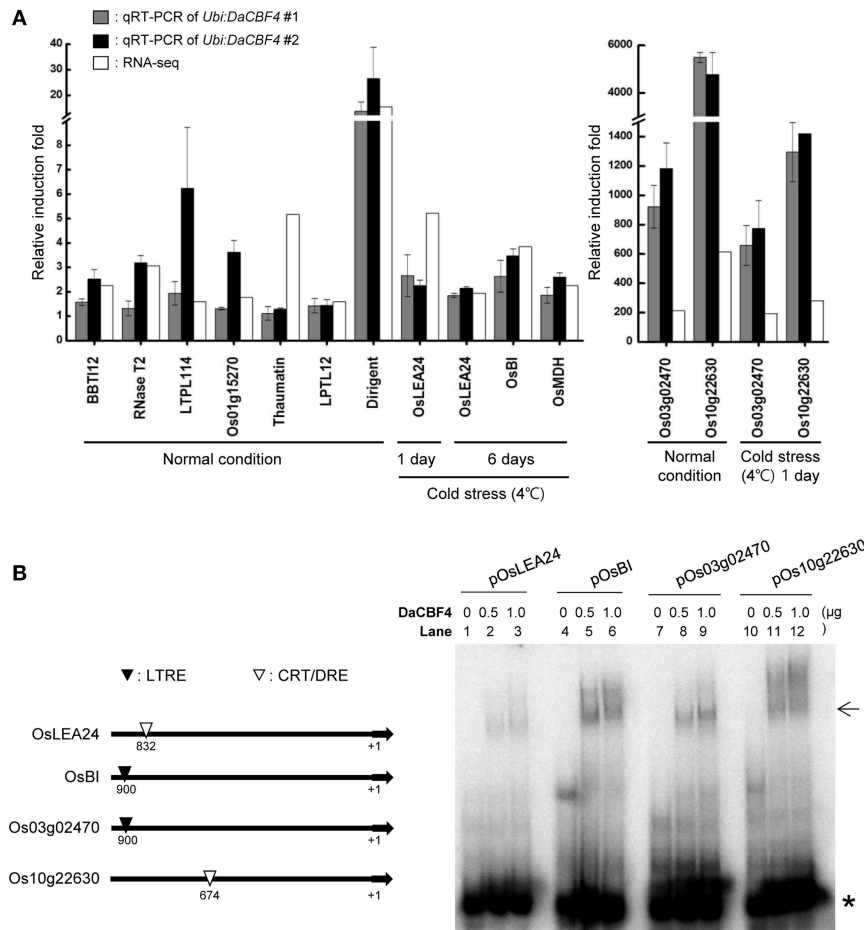 A
: qRT-PCR of Ubi:DaCBF4 #1
: qRT-PCR of Ubi:DaCBF4 #2
: RNA-seq
Relative induction fold
40
30
20
10
8
7
6
5
4
3
2
1
0
BBTI12
RNase T2
LTPL114
Os01g15270
Thaumatin
LPTL12
Dirigent
OsLEA24
OsLEA24
OsBI
OsMDH
Normal condition
1 day
6 days
Cold stress (4℃)
Relative induction fold
6000
4000
1400
1200
1000
800
600
400
200
0
Os03g02470
Os10g22630
Os03g02470
Os10g22630
Normal condition
Cold stress
(4℃) 1 day
B
▼: LTRE
▽: CRT/DRE
OsLEA24
832
+1
OsBI
900
+1
Os03g02470
900
+1
Os10g22630
674
+1
pOsLEA24
pOsBI
pOs03g02470
pOs10g22630
DaCBF4 0 0.5 1.0 0 0.5 1.0 0 0.5 1.0 0 0.5 1.0 (μg
)
Lane 1 2 3 4 5 6 7 8 9 10 11 12
*